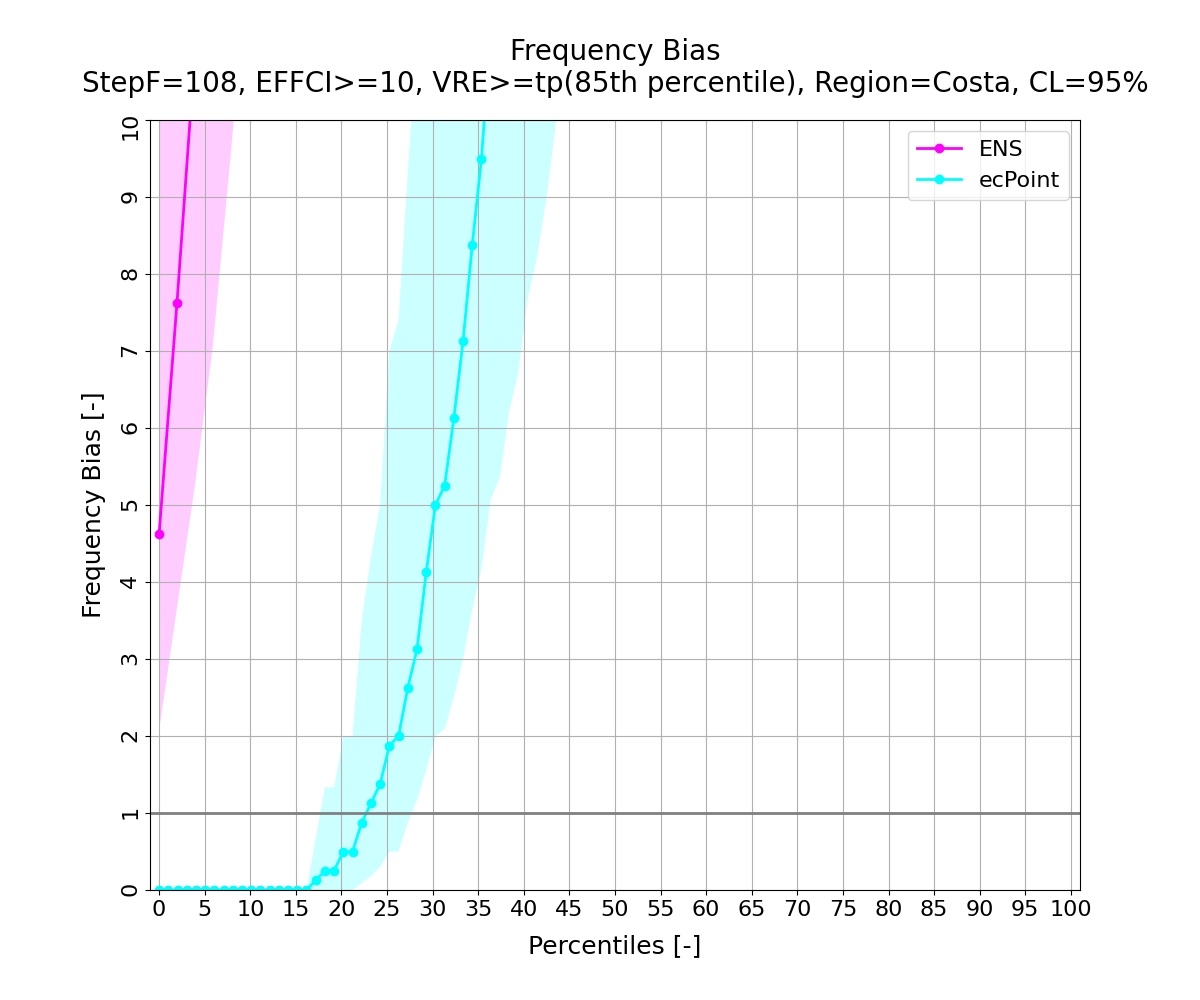 Frequency Bias
StepF=108, EFFCI>=10, VRE>=tp(85th percentile), Region=Costa, CL=95%
ENS
ecPoint
Frequency Bias [-]
10
9
8
7
6
5
4
3
2
1
0
0 5 10 15 20 25 30 35 40 45 50 55 60 65 70 75 80 85 90 95 100
Percentiles [-]